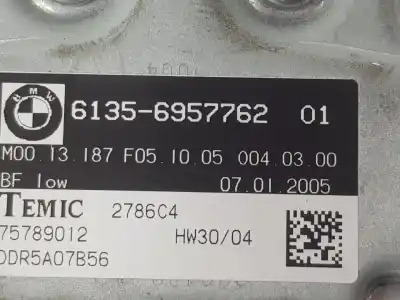 BMW
6135-6957762 01
M00.13.187 F05.10.05 004.03.00
BF low 07.01.2005
TEMIC 2786C4
75789012 HW30/04
DDR5A07B56